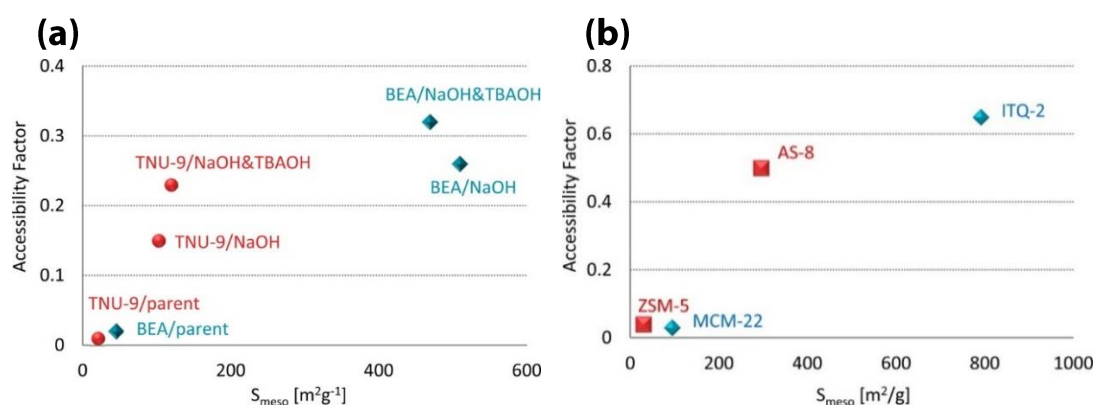 (a)
0.4
0.3
0.2
0.1
0
0
200
400
600
Accessibility Factor
S_meso [m²g⁻¹]
BEA/NaOH&TBAOH
BEA/NaOH
TNU-9/NaOH&TBAOH
TNU-9/NaOH
TNU-9/parent
BEA/parent
(b)
0.8
0.6
0.4
0.2
0
0
200
400
600
800
1000
Accessibility Factor
S_meso [m²/g]
ITQ-2
AS-8
ZSM-5
MCM-22